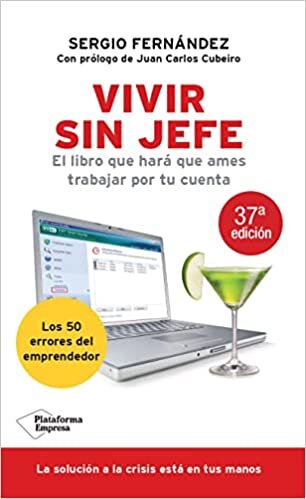 SERGIO FERNÁNDEZ
Con prólogo de Juan Carlos Cubeiro
VIVIR
SIN JEFE
El libro que hará que ames
trabajar por tu cuenta
37ª
edición
Los 50
errores del
emprendedor
Plataforma
Empresa
La solución a la crisis está en tus manos